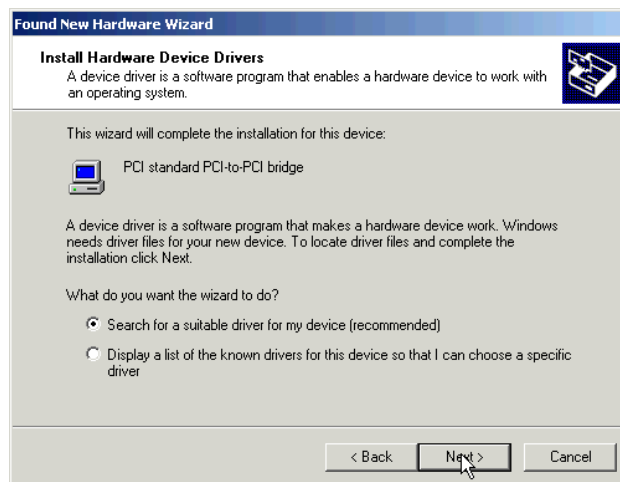 Found New Hardware Wizard
Install Hardware Device Drivers
A device driver is a software program that enables a hardware device to work with
an operating system.
This wizard will complete the installation for this device:
PCI standard PCI-to-PCI bridge
A device driver is a software program that makes a hardware device work. Windows
needs driver files for your new device. To locate driver files and complete the
installation click Next.
What do you want the wizard to do?
Search for a suitable driver for my device (recommended)
Display a list of the known drivers for this device so that I can choose a specific
driver
< Back Next > Cancel